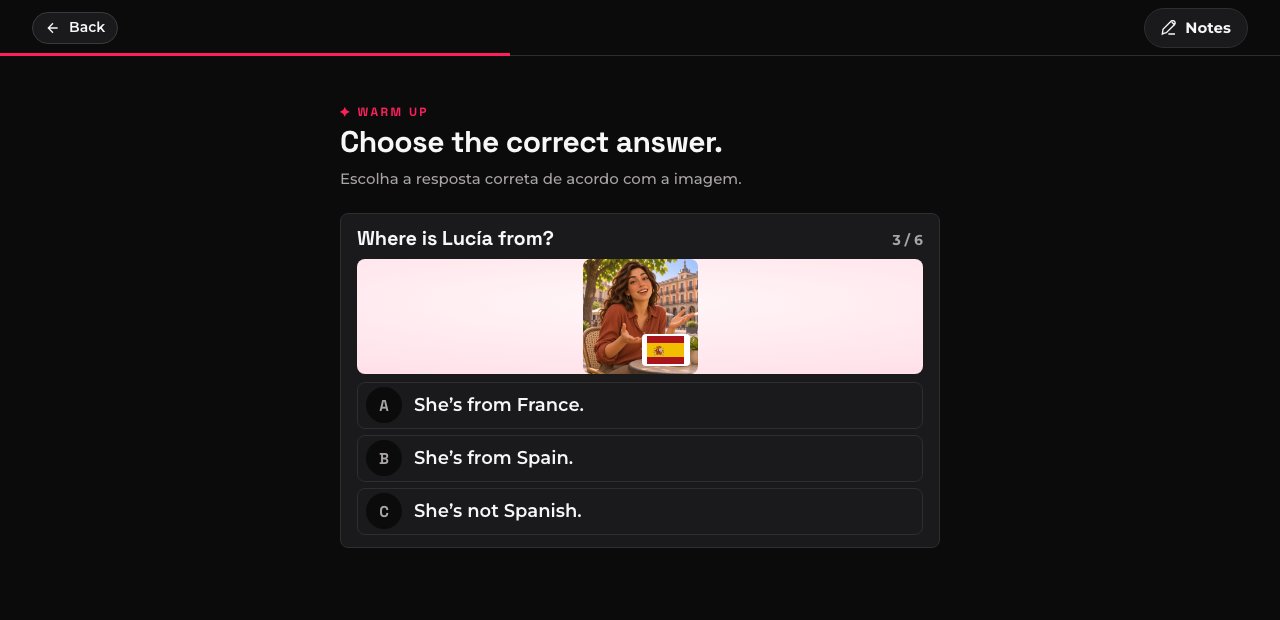 Back
Notes
WARM UP
Choose the correct answer.
Escolha a resposta correta de acordo com a imagem.
Where is Lucía from?
3 / 6
A She’s from France.
B She’s from Spain.
C She’s not Spanish.